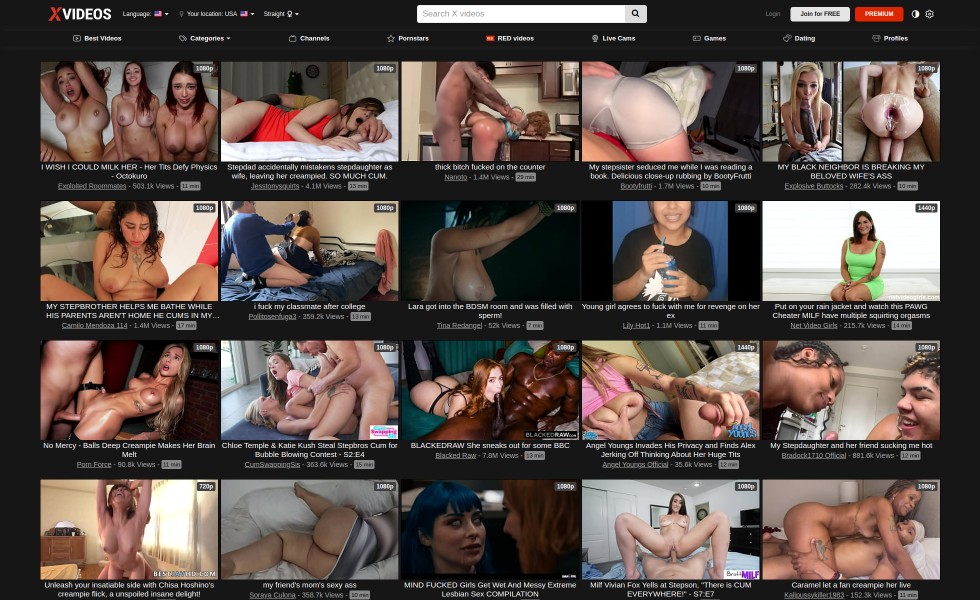 XVIDEOS
Language:
Your location: USA
Straight
Search X videos
Login
Join for FREE
PREMIUM
Best Videos
Categories
Channels
Pornstars
RED videos
Live Cams
Games
Dating
Profiles
1080p
1080p
1080p
1080p
1080p
I WISH I COULD MILK HER - Her Tits Defy Physics
- Octokuro
Exploited Roommates - 503.1k Views - 11 min
Stepdad accidentally mistakens stepdaughter as
wife, leaving her creampied. SO MUCH CUM.
Jesstonysquirts - 4.1M Views - 13 min
thick bitch fucked on the counter
Nanoto - 1.4M Views - 29 min
My stepsister seduced me while I was reading a
book. Delicious close-up rubbing by BootyFrutti
Bootyfrutti - 1.7M Views - 10 min
MY BLACK NEIGHBOR IS BREAKING MY
BELOVED WIFE'S ASS
Explosive Buttocks - 282.4k Views - 10 min
1080p
1080p
1080p
1080p
1440p
MY STEPBROTHER HELPS ME BATHE WHILE
HIS PARENTS AREN'T HOME HE CUMS IN MY...
Camilo Mendoza 114 - 1.4M Views - 17 min
i fuck my classmate after college
Pollitosenfuga3 - 359.2k Views - 13 min
Lara got into the BDSM room and was filled with
sperm!
Tina Redangel - 52k Views - 7 min
Young girl agrees to fuck with me for revenge on her
ex
Lily Hot1 - 1.1M Views - 11 min
Put on your rain jacket and watch this PAWG
Cheater MILF have multiple squirting orgasms
Net Video Girls - 215.7k Views - 14 min
1080p
1080p
1080p
1440p
1080p
BLACKEDRAW.COM
No Mercy - Balls Deep Creampie Makes Her Brain
Melt
Porn Force - 90.8k Views - 11 min
Chloe Temple & Katie Kush Steal Stepbros Cum for
Bubble Blowing Contest - S2:E4
CumSwappingSis - 363.6k Views - 15 min
BLACKEDRAW She sneaks out for some BBC
Blacked Raw - 7.8M Views - 13 min
Angel Youngs Invades His Privacy and Finds Alex
Jerking Off Thinking About Her Huge Tits
Angel Youngs Official - 35.6k Views - 12 min
My Stepdaughter and her friend sucking me hot
Bradock1710 Official - 881.6k Views - 12 min
720p
1080p
1080p
1080p
1080p
Unleash your insatiable side with Chisa Hoshino's
creampie flick, a unspoiled insane delight!
my friend's mom's sexy ass
Soraya Culona - 358.7k Views - 10 min
MIND FUCKED Girls Get Wet And Messy Extreme
Lesbian Sex COMPILATION
Milf Vivian Fox Yells at Stepson, "There is CUM
EVERYWHERE!" - S7:E7
Caramel let a fan creampie her live
Kalipussykiller1983 - 152.3k Views - 11 min